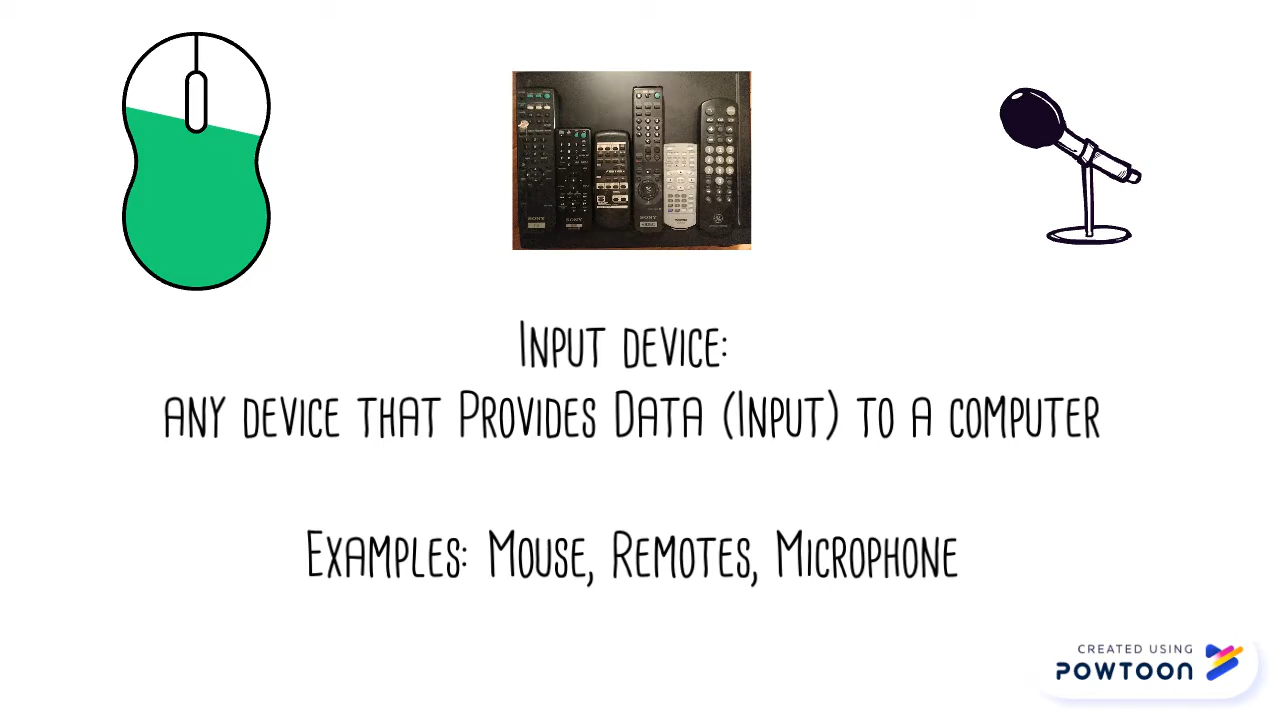 Input device:
any device that Provides Data (Input) to a computer
Examples: Mouse, Remotes, Microphone
CREATED USING
POWTOON